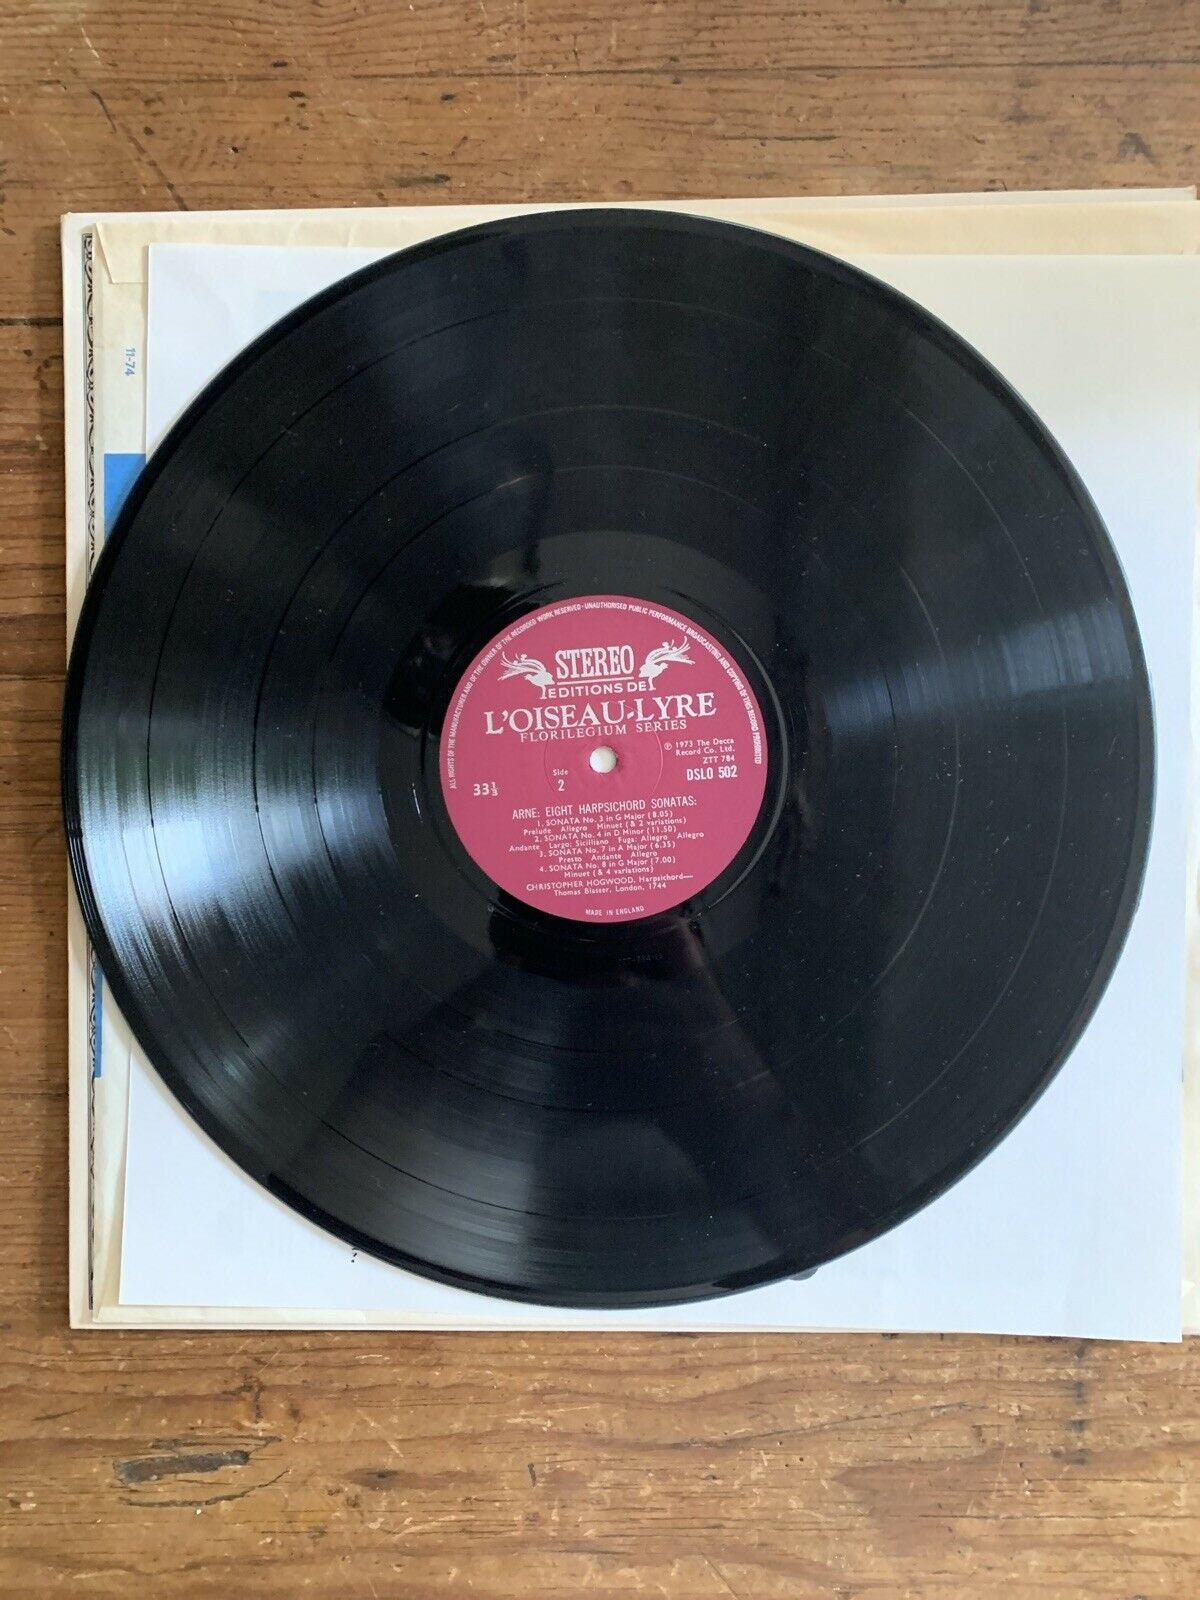 11-74
ALL RIGHTS OF THE MANUFACTURER AND OF THE OWNER OF THE RECORDED WORK RESERVED · UNAUTHORISED PUBLIC PERFORMANCE BROADCASTING AND COPYING OF THIS RECORD PROHIBITED
STEREO
EDITIONS DE
L'OISEAU-LYRE
FLORILEGIUM SERIES
℗ 1973 The Decca
Record Co. Ltd.
ZTT 784
DSLO 502
Side
2
33⅓
ARNE: EIGHT HARPSICHORD SONATAS:
1. SONATA No. 3 in G Major (8.05)
Prelude Allegro Minuet (& 2 variations)
2. SONATA No. 4 in D Minor (11.50)
Andante Largo: Siciliano Fuga: Allegro Allegro
3. SONATA No. 7 in A Major (6.35)
Presto Andante Allegro
4. SONATA No. 8 in G Major (7.00)
Minuet (& 4 variations)
CHRISTOPHER HOGWOOD, Harpsichord—
Thomas Blasser, London, 1744
MADE IN ENGLAND